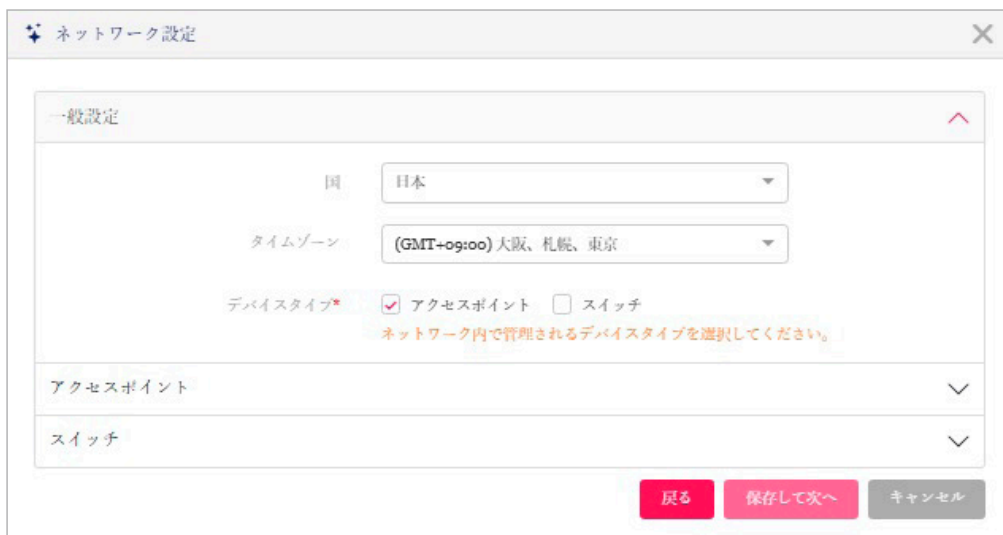 ネットワーク設定
一般設定
国 日本
タイムゾーン (GMT+09:00) 大阪、札幌、東京
デバイスタイプ* アクセスポイント スイッチ
ネットワーク内で管理されるデバイスタイプを選択してください。
アクセスポイント
スイッチ
戻る 保存して次へ キャンセル